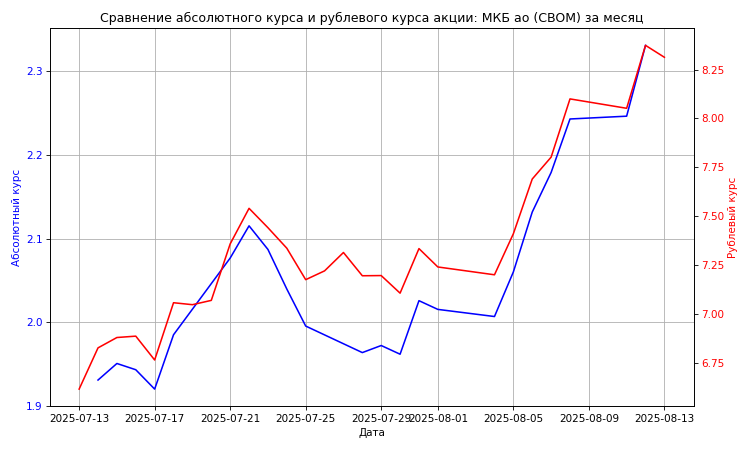 Сравнение абсолютного курса и рублевого курса акции: МКБ ао (CBOM) за месяц
Абсолютный курс
2.3
2.2
2.1
2.0
1.9
8.25
8.00
7.75
7.50
7.25
7.00
6.75
Рублевый курс
2025-07-13 2025-07-17 2025-07-21 2025-07-25 2025-07-29 2025-08-01 2025-08-05 2025-08-09 2025-08-13
Дата